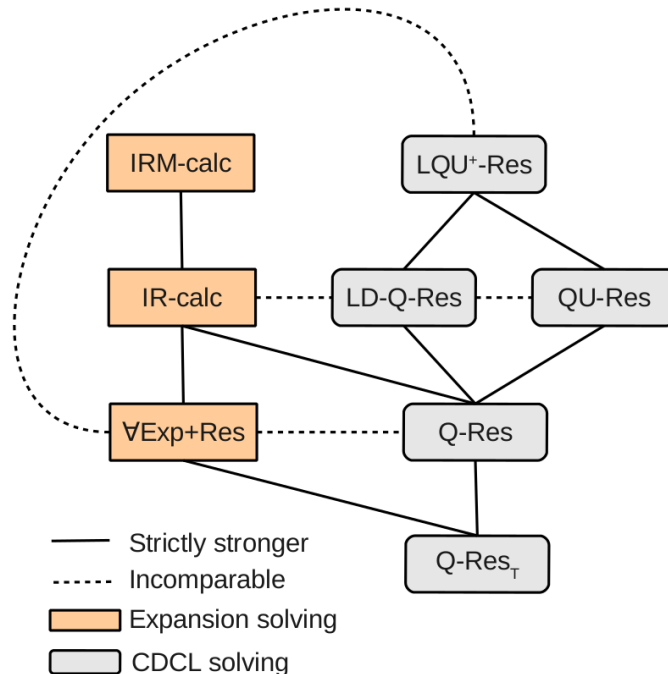 IRM-calc
LQU⁺-Res
IR-calc
LD-Q-Res
QU-Res
∀Exp+Res
Q-Res
Q-Res_T
Strictly stronger
Incomparable
Expansion solving
CDCL solving